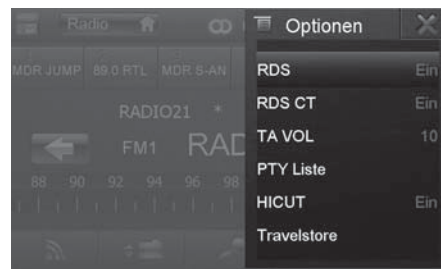 Radio
Optionen
MDR JUMP 89.0 RTL MDR S-AN
RDS Ein
RADIO21 *
RDS CT Ein
FM1 RAD
TA VOL 10
PTY Liste
88 90 92 94 96 98
HICUT Ein
Travelstore